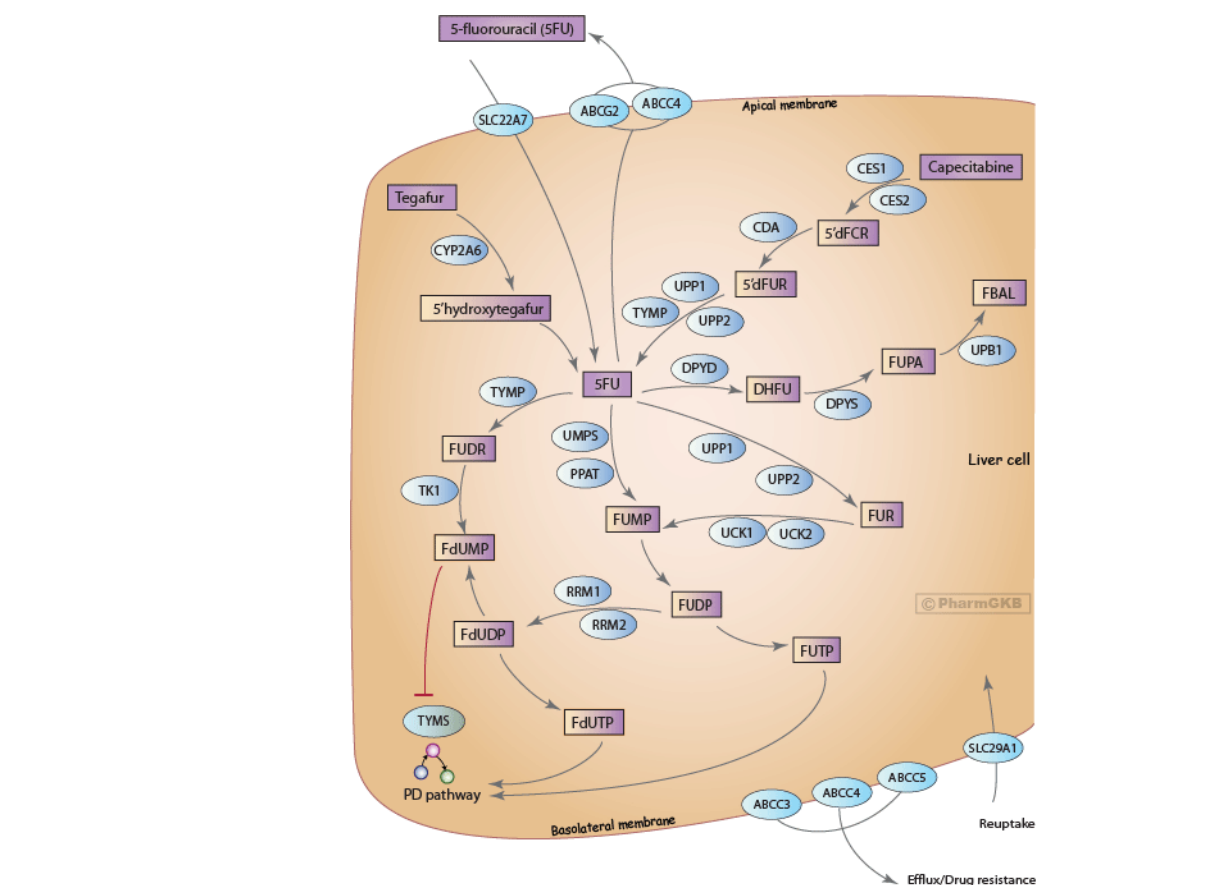 5-fluorouracil (5FU)
ABCG2
ABCC4
SLC22A7
Apical membrane
CES1
Capecitabine
Tegafur
CES2
CDA
5'dFCR
CYP2A6
5'dFUR
UPP1
FBAL
5'hydroxytegafur
TYMP
UPP2
UPB1
FUPA
DPYD
5FU
DHFU
TYMP
DPYS
UMPS
FUDR
UPP1
Liver cell
PPAT
UPP2
TK1
FUMP
FUR
UCK1
UCK2
FdUMP
RRM1
FUDP
© PharmGKB
RRM2
FdUDP
FUTP
TYMS
FdUTP
SLC29A1
ABCC5
PD pathway
ABCC4
ABCC3
Basolateral membrane
Reuptake
Efflux/Drug resistance